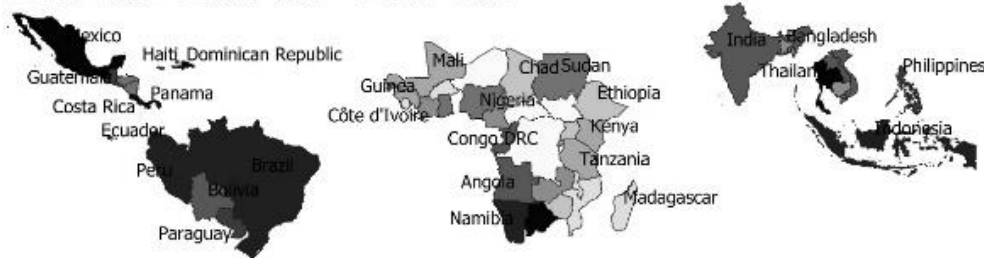 Mexico
Haiti Dominican Republic
Guatemala
Costa Rica
Panama
Ecuador
Peru
Brazil
Bolivia
Paraguay
Mali
Chad
Sudan
Guinea
Nigeria
Ethiopia
Côte d'Ivoire
Congo DRC
Kenya
Tanzania
Angola
Madagascar
Namibia
India
Bangladesh
Thailan
Philippines
Indonesia